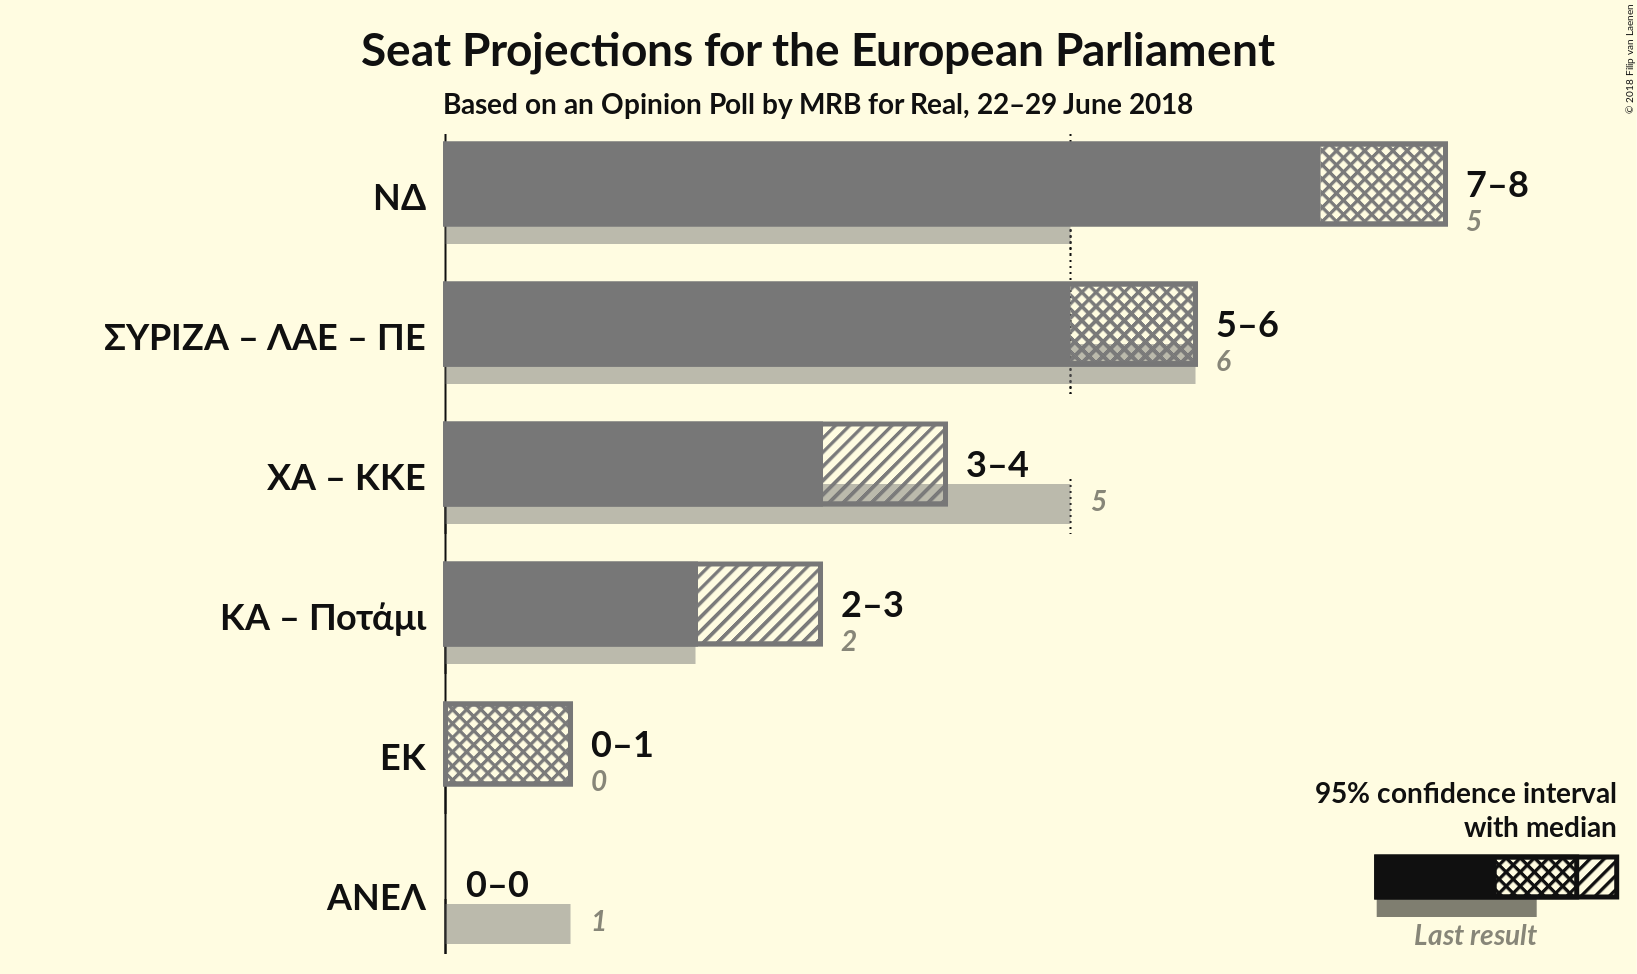 Seat Projections for the European Parliament
Based on an Opinion Poll by MRB for Real, 22–29 June 2018
© 2018 Filip van Laenen
ΝΔ
7–8
5
ΣΥΡΙΖΑ – ΛΑΕ – ΠΕ
5–6
6
ΧΑ – ΚΚΕ
3–4
5
ΚΑ – Ποτάμι
2–3
2
ΕΚ
0–1
0
ΑΝΕΛ
0–0
1
95% confidence interval
with median
Last result